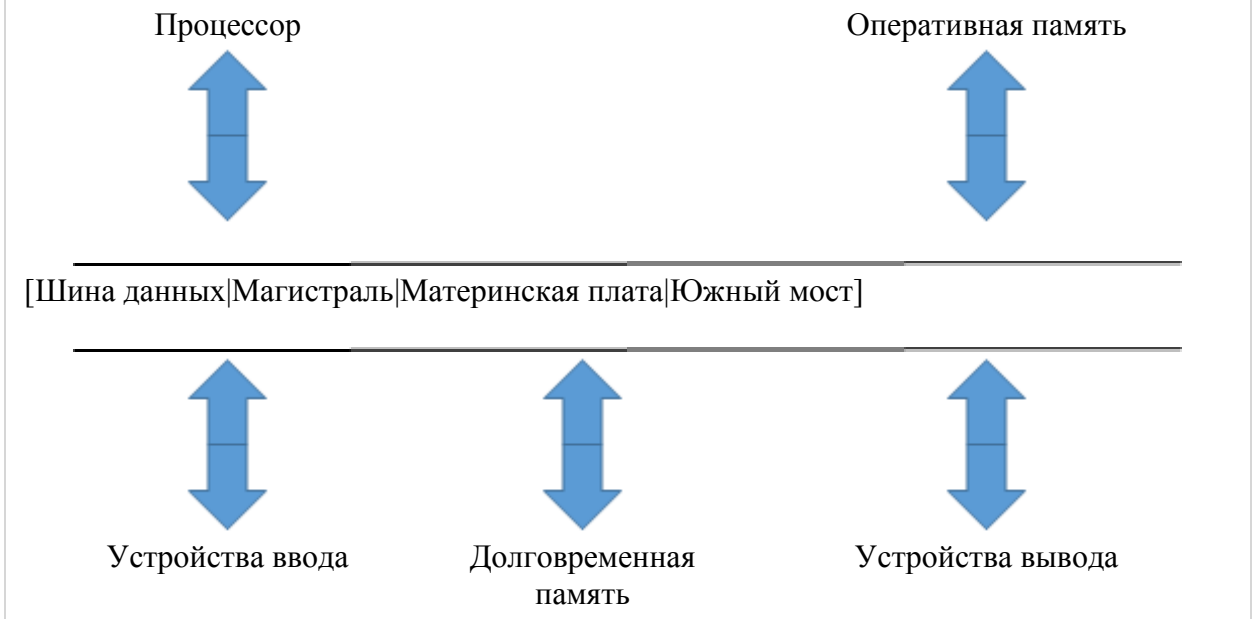 Процессор Оперативная память
[Шина данных|Магистраль|Материнская плата|Южный мост]
Устройства ввода Долговременная Устройства вывода
память